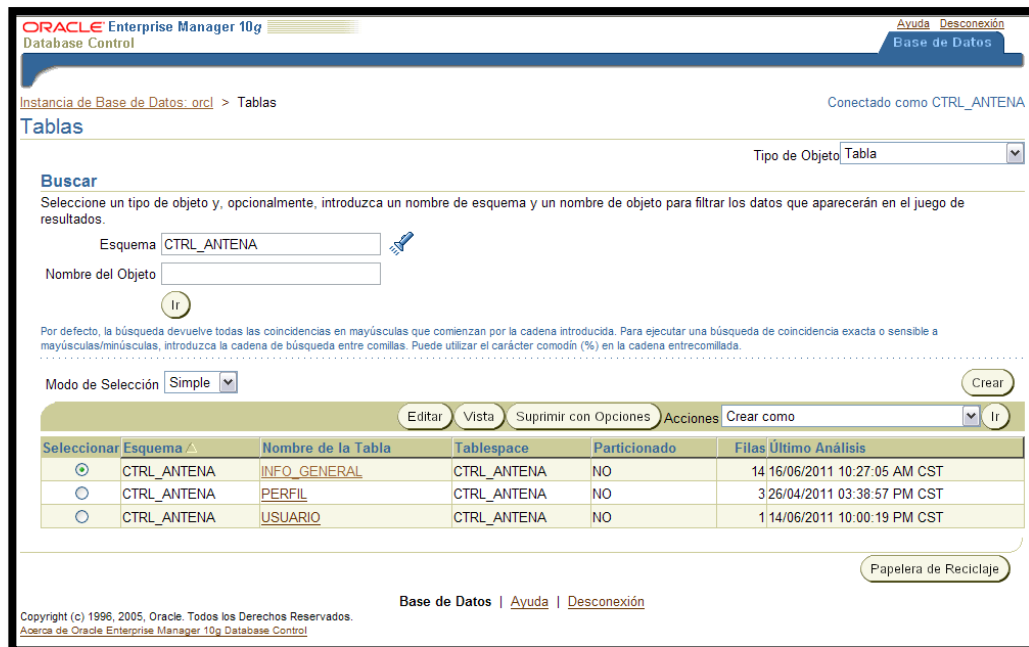 ORACLE Enterprise Manager 10g
Database Control
Ayuda Desconexión
Base de Datos
Instancia de Base de Datos: orcl > Tablas
Conectado como CTRL_ANTENA
Tablas
Tipo de Objeto Tabla
Buscar
Seleccione un tipo de objeto y, opcionalmente, introduzca un nombre de esquema y un nombre de objeto para filtrar los datos que aparecerán en el juego de
resultados.
Esquema CTRL_ANTENA
Nombre del Objeto
Ir
Por defecto, la búsqueda devuelve todas las coincidencias en mayúsculas que comienzan por la cadena introducida. Para ejecutar una búsqueda de coincidencia exacta o sensible a
mayúsculas/minúsculas, introduzca la cadena de búsqueda entre comillas. Puede utilizar el carácter comodín (%) en la cadena entrecomillada.
Modo de Selección Simple
Crear
Editar Vista Suprimir con Opciones Acciones Crear como Ir
Seleccionar Esquema Nombre de la Tabla Tablespace Particionado Filas Último Análisis
CTRL_ANTENA INFO_GENERAL CTRL_ANTENA NO 14 16/06/2011 10:27:05 AM CST
CTRL_ANTENA PERFIL CTRL_ANTENA NO 3 26/04/2011 03:38:57 PM CST
CTRL_ANTENA USUARIO CTRL_ANTENA NO 1 14/06/2011 10:00:19 PM CST
Papelera de Reciclaje
Base de Datos | Ayuda | Desconexión
Copyright (c) 1996, 2005, Oracle. Todos los Derechos Reservados.
Acerca de Oracle Enterprise Manager 10g Database Control